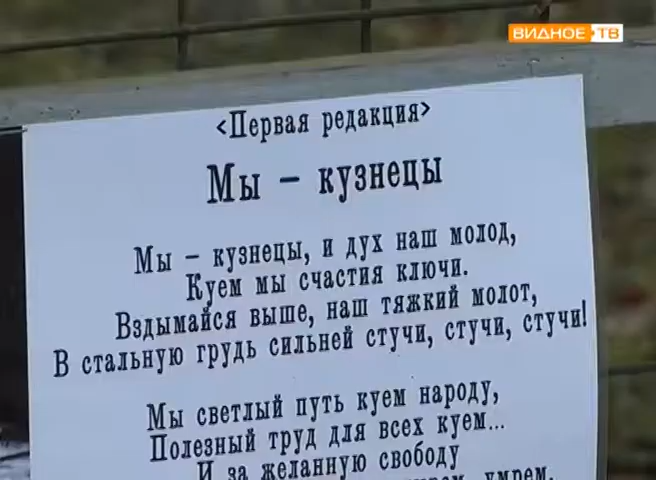 ВИДНОЕ ТВ
<Первая редакция>
Мы – кузнецы
Мы – кузнецы, и дух наш молод,
Куем мы счастия ключи.
Вздымайся выше, наш тяжкий молот,
В стальную грудь сильней стучи, стучи, стучи!
Мы светлый путь куем народу,
Полезный труд для всех куем...
И за желанную свободу
умрем.